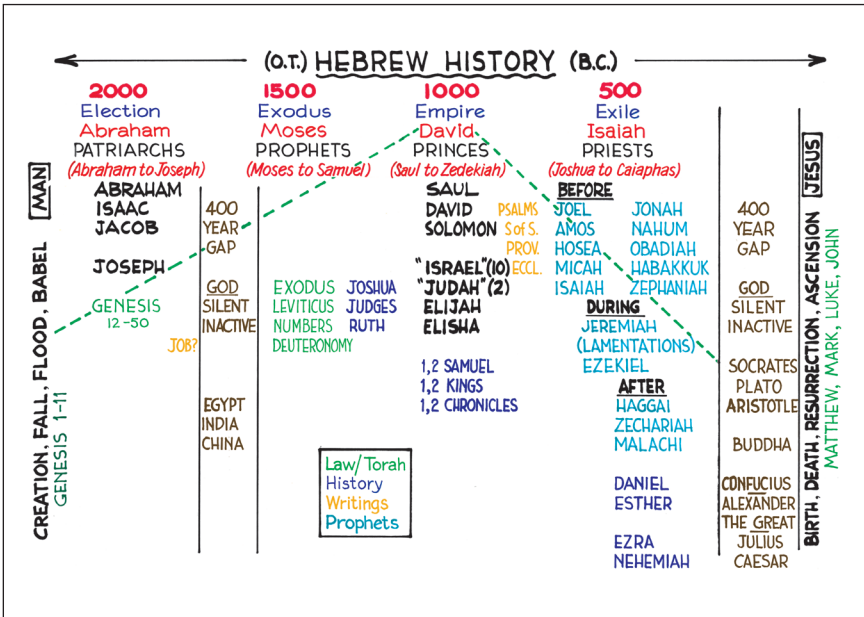 (O.T.) HEBREW HISTORY (B.C.)
2000
Election
Abraham
PATRIARCHS
(Abraham to Joseph)
1500
Exodus
Moses
PROPHETS
(Moses to Samuel)
1000
Empire
David
PRINCES
(Saul to Zedekiah)
500
Exile
Isaiah
PRIESTS
(Joshua to Caiaphas)
MAN
CREATION, FALL, FLOOD, BABEL
GENESIS 1-11
ABRAHAM
ISAAC
JACOB
JOSEPH
GENESIS
12-50
JOB?
400
YEAR
GAP
GOD
SILENT
INACTIVE
EGYPT
INDIA
CHINA
EXODUS
LEVITICUS
NUMBERS
DEUTERONOMY
JOSHUA
JUDGES
RUTH
SAUL
DAVID
SOLOMON
"ISRAEL"(10)
"JUDAH"(2)
ELIJAH
ELISHA
PSALMS
S of S.
PROV.
ECCL.
1,2 SAMUEL
1,2 KINGS
1,2 CHRONICLES
Law/Torah
History
Writings
Prophets
BEFORE
JOEL
AMOS
HOSEA
MICAH
ISAIAH
JONAH
NAHUM
OBADIAH
HABAKKUK
ZEPHANIAH
DURING
JEREMIAH
(LAMENTATIONS)
EZEKIEL
AFTER
HAGGAI
ZECHARIAH
MALACHI
DANIEL
ESTHER
EZRA
NEHEMIAH
400
YEAR
GAP
GOD
SILENT
INACTIVE
SOCRATES
PLATO
ARISTOTLE
BUDDHA
CONFUCIUS
ALEXANDER
THE GREAT
JULIUS
CAESAR
JESUS
BIRTH, DEATH, RESURRECTION, ASCENSION
MATTHEW, MARK, LUKE, JOHN